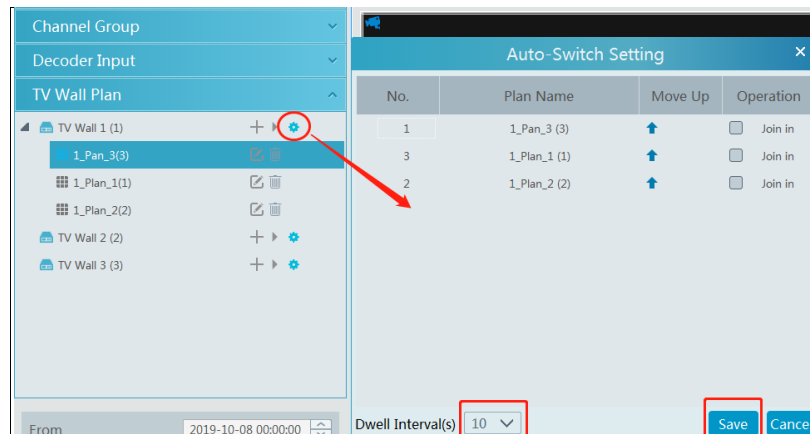 Channel Group
Decoder Input
TV Wall Plan
TV Wall 1 (1)
1_Pan_3(3)
1_Plan_1(1)
1_Plan_2(2)
TV Wall 2 (2)
TV Wall 3 (3)
From 2019-10-08 00:00:00
Auto-Switch Setting
No. Plan Name Move Up Operation
1 1_Pan_3 (3) Join in
3 1_Plan_1 (1) Join in
2 1_Plan_2 (2) Join in
Dwell Interval(s) 10 Save Cance